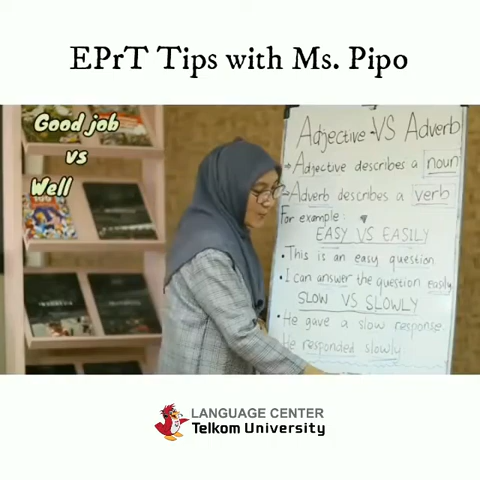 EPrT Tips with Ms. Pipo
Good job
vs
Well
Adjective VS Adverb
→ Adjective describes a noun
Adverb describes a verb
For example:
EASY VS EASILY
• This is an easy question
• I can answer the question easily
SLOW VS SLOWLY
• He gave a slow response
He responded slowly
LANGUAGE CENTER
Telkom University